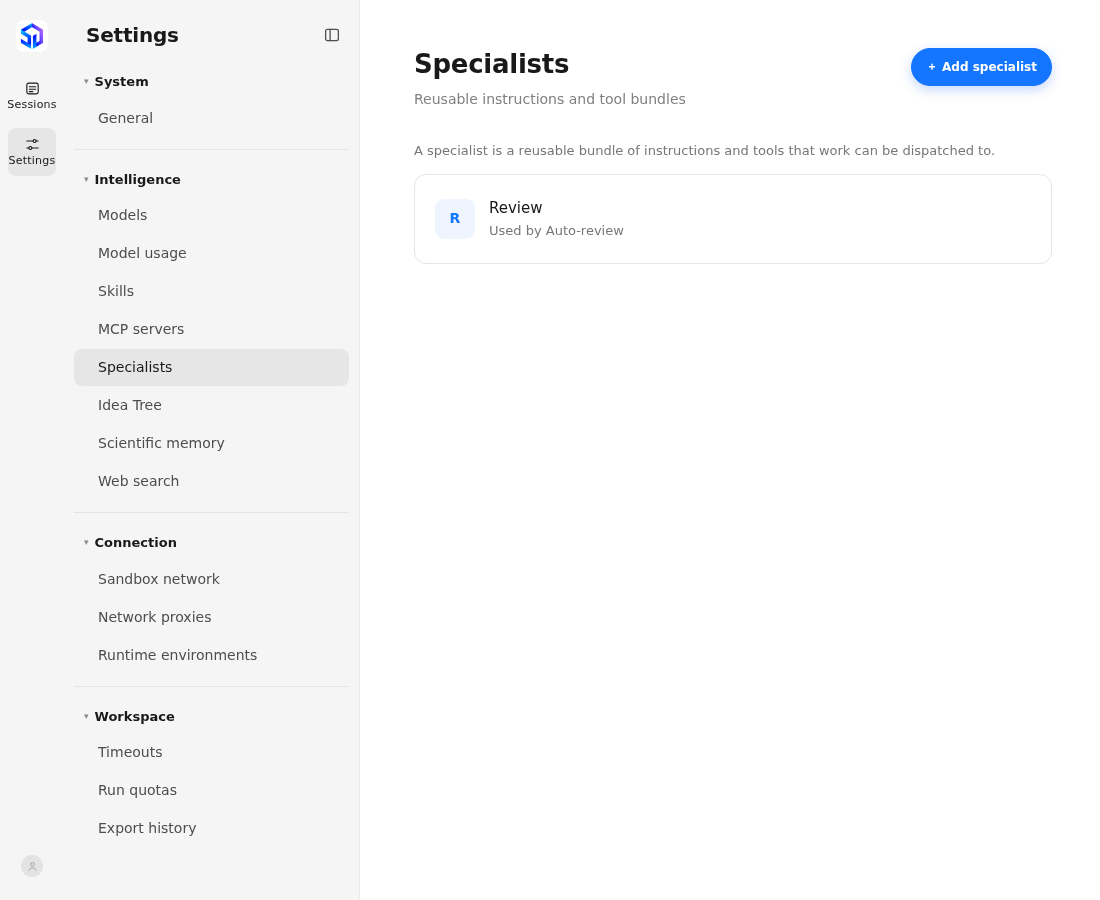 Sessions
Settings
Settings
System
General
Intelligence
Models
Model usage
Skills
MCP servers
Specialists
Idea Tree
Scientific memory
Web search
Connection
Sandbox network
Network proxies
Runtime environments
Workspace
Timeouts
Run quotas
Export history
Specialists
Reusable instructions and tool bundles
+ Add specialist
A specialist is a reusable bundle of instructions and tools that work can be dispatched to.
R
Review
Used by Auto-review